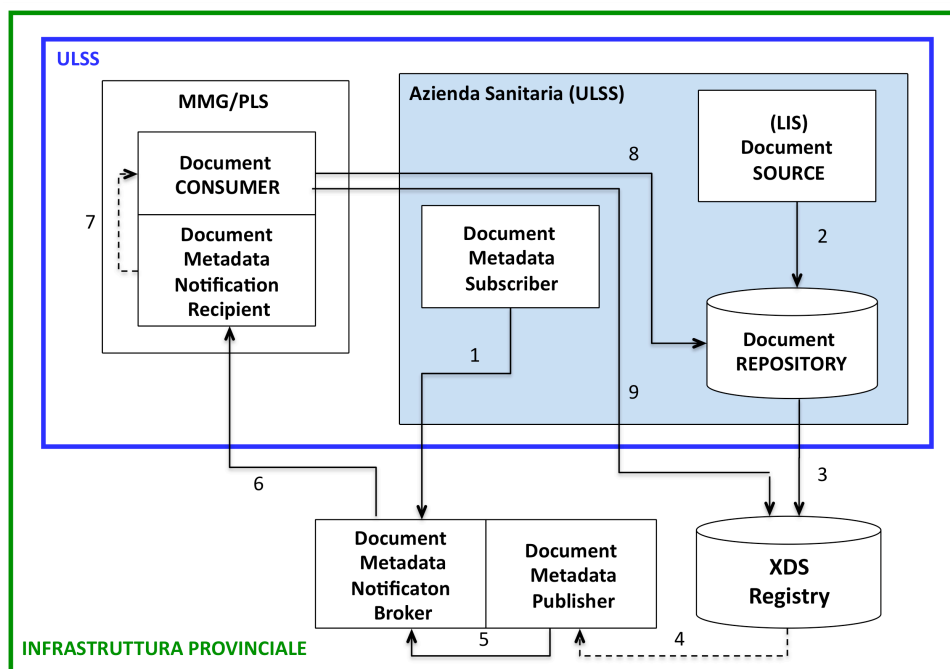 ULSS
MMG/PLS
Document
CONSUMER
7
Document
Metadata
Notification
Recipient
Azienda Sanitaria (ULSS)
(LIS)
Document
SOURCE
8
2
Document
Metadata
Subscriber
1
Document
REPOSITORY
9
6
3
Document
Metadata
Notificaton
Broker
Document
Metadata
Publisher
XDS
Registry
5
4
INFRASTRUTTURA PROVINCIALE